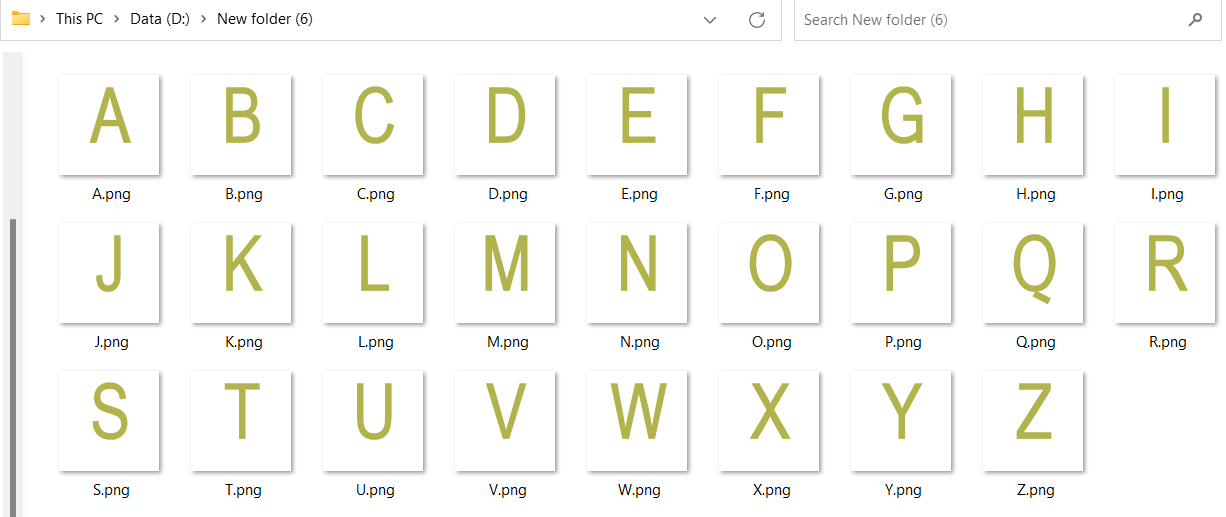 This PC > Data (D:) > New folder (6)
Search New folder (6)
A B C D E F G H I
A.png B.png C.png D.png E.png F.png G.png H.png I.png
J K L M N O P Q R
J.png K.png L.png M.png N.png O.png P.png Q.png R.png
S T U V W X Y Z
S.png T.png U.png V.png W.png X.png Y.png Z.png